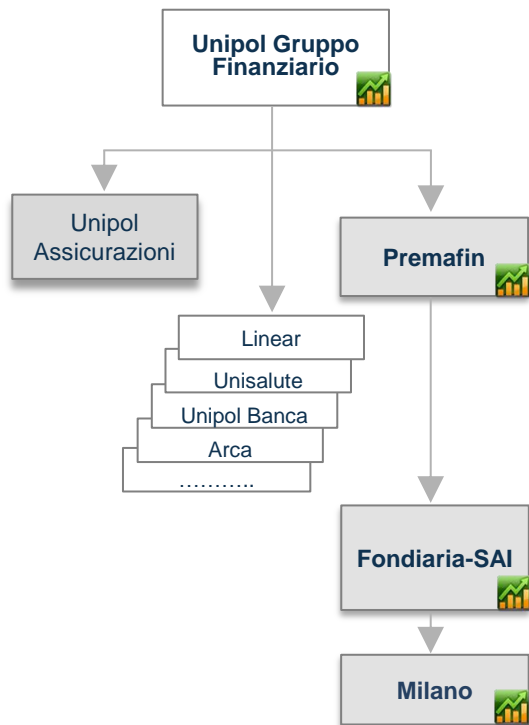 Unipol Gruppo
Finanziario
Unipol
Assicurazioni
Premafin
Linear
Unisalute
Unipol Banca
Arca
………..
Fondiaria-SAI
Milano